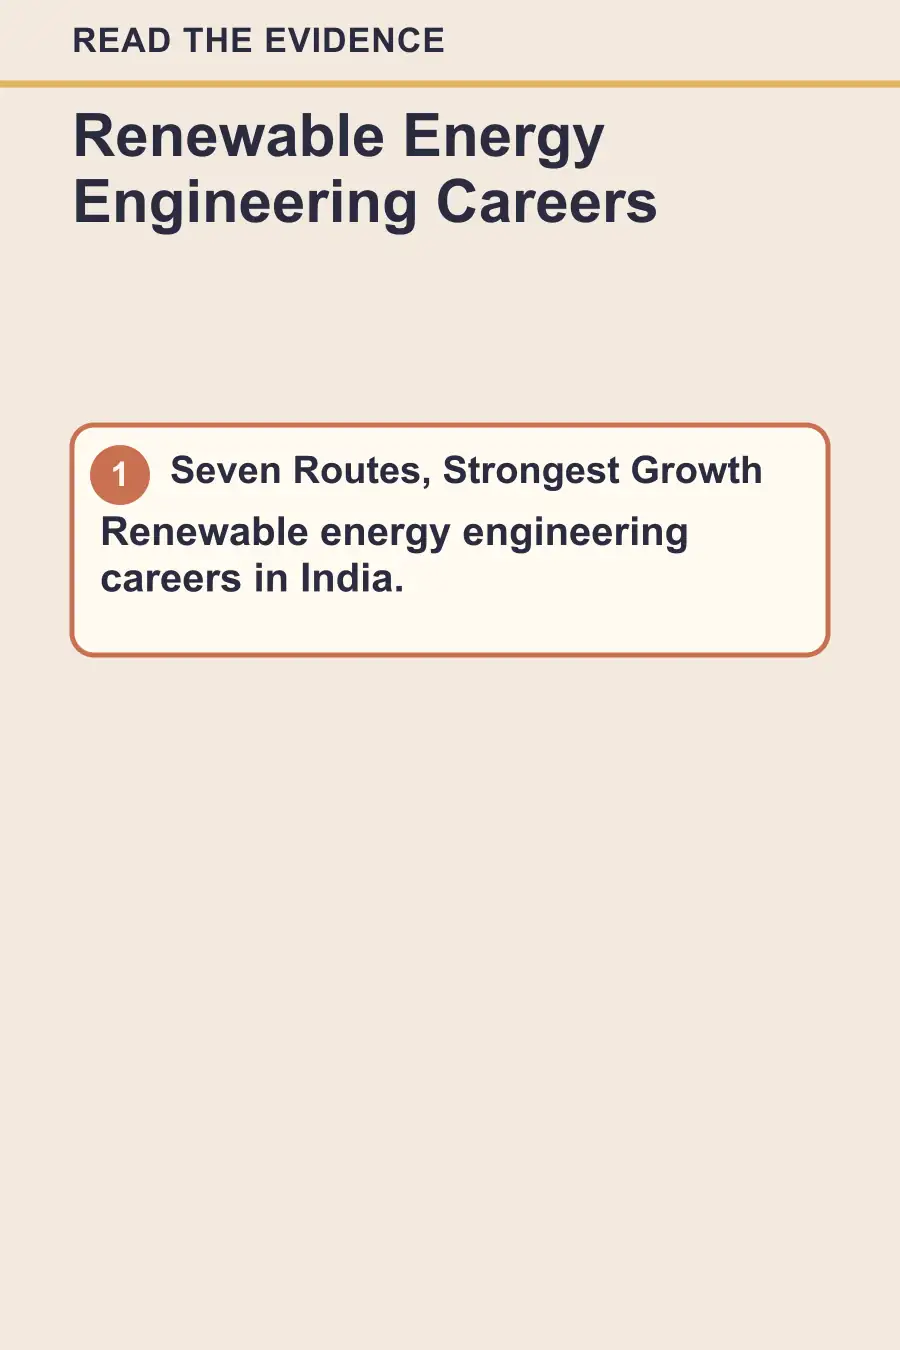 READ THE EVIDENCE
Renewable Energy
Engineering Careers
1 Seven Routes, Strongest Growth
Renewable energy engineering
careers in India.